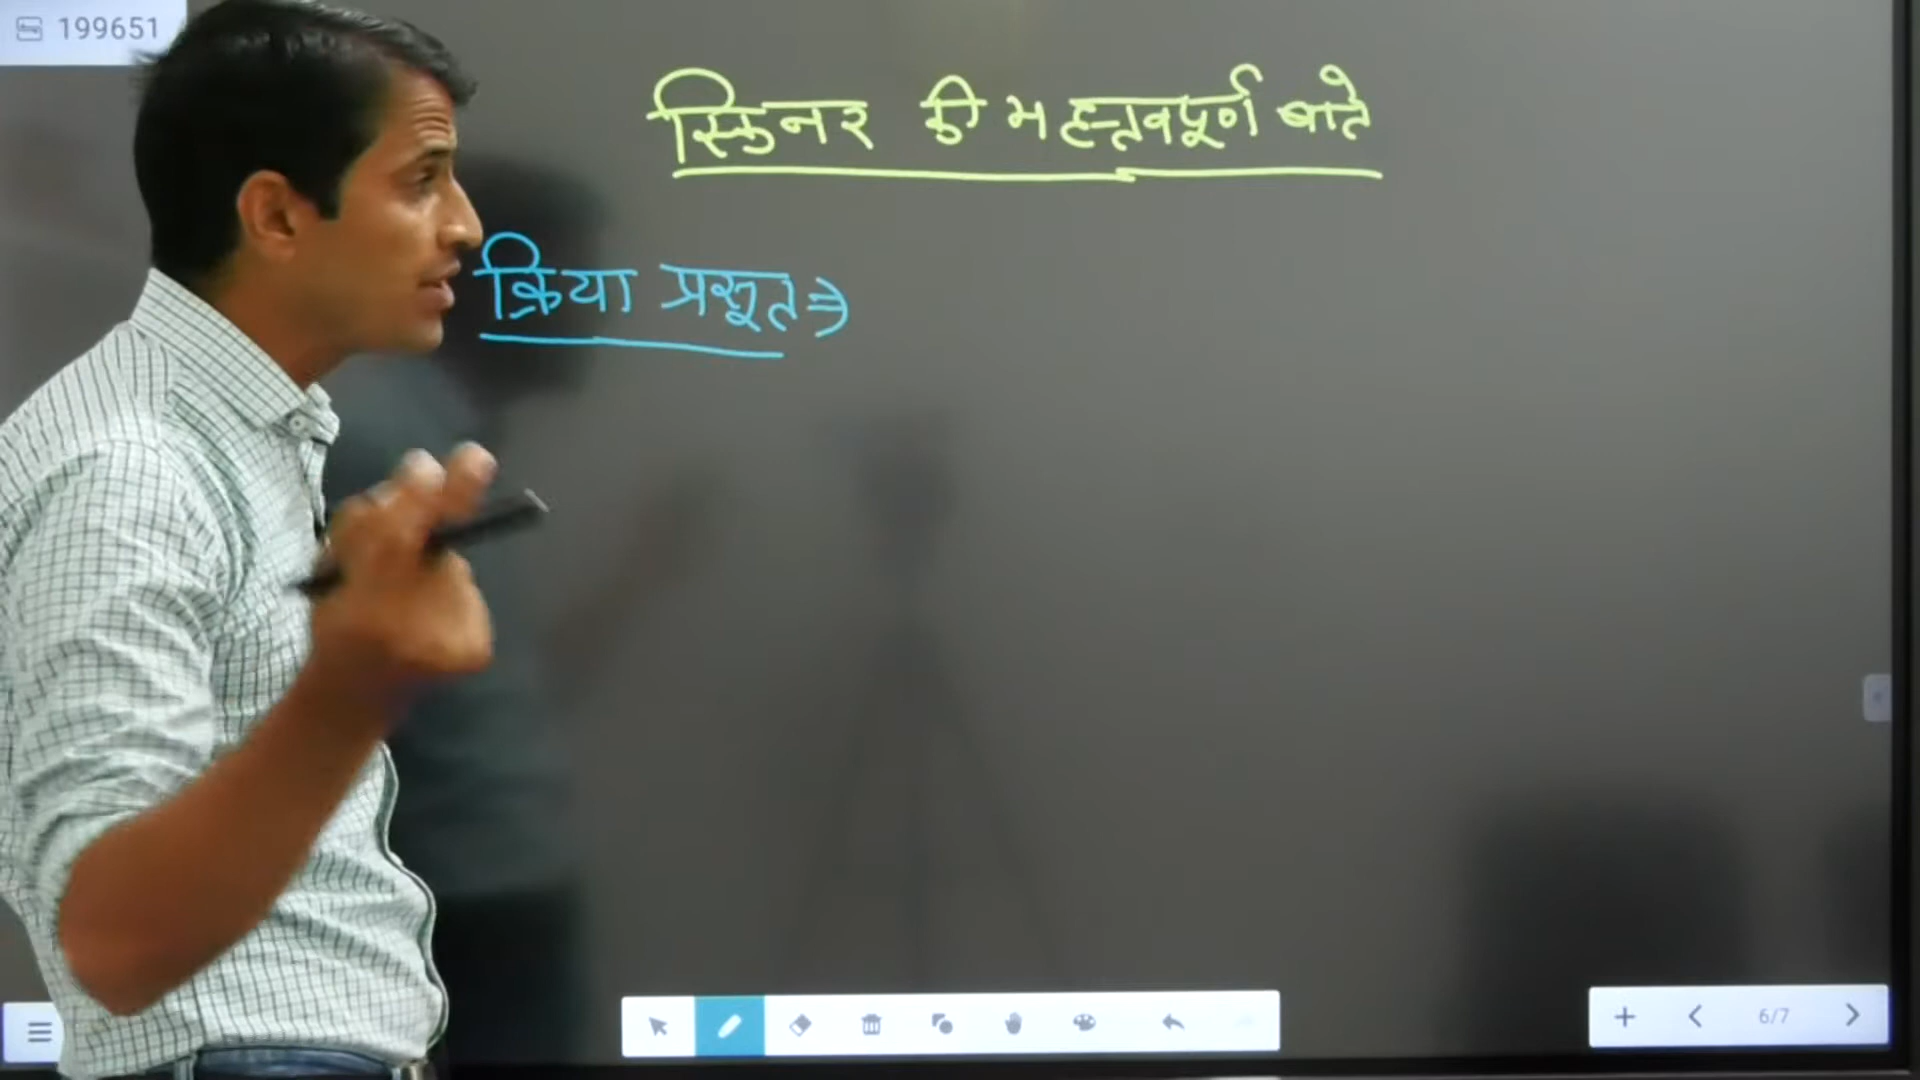 199651
स्किनर की महत्त्वपूर्ण बाते
क्रिया प्रसूत ⇒
6/7